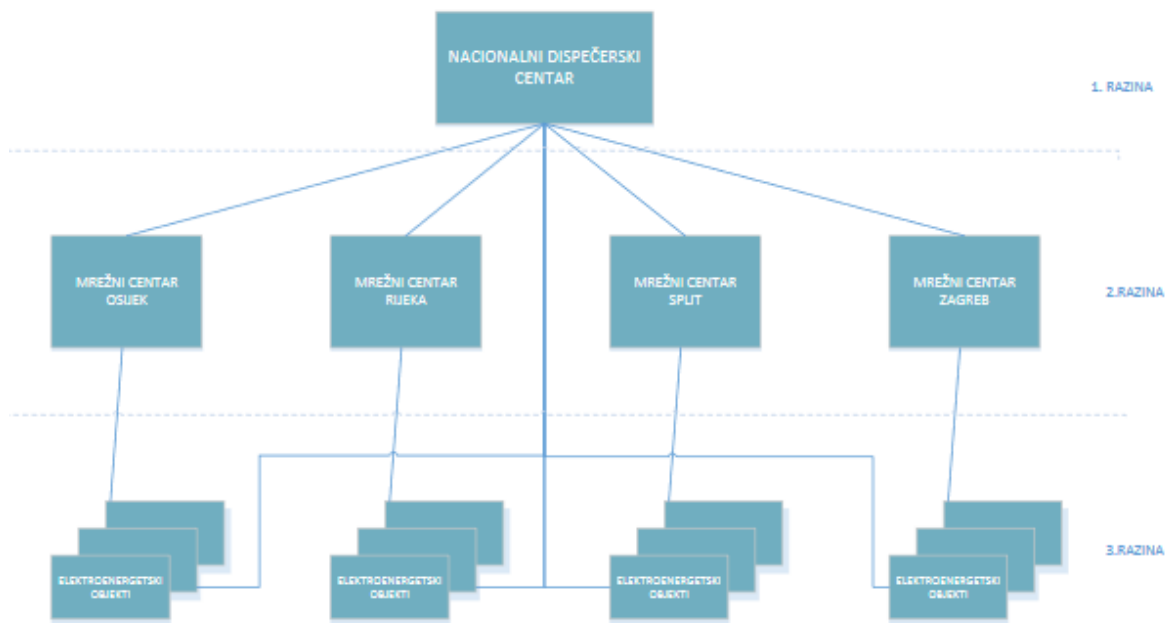 NACIONALNI DISPEČERSKI
CENTAR
1. RAZINA
MREŽNI CENTAR
OSIJEK
MREŽNI CENTAR
RIJEKA
MREŽNI CENTAR
SPLIT
MREŽNI CENTAR
ZAGREB
2.RAZINA
ELEKTROENERGETSKI
OBJEKTI
ELEKTROENERGETSKI
OBJEKTI
ELEKTROENERGETSKI
OBJEKTI
ELEKTROENERGETSKI
OBJEKTI
3.RAZINA